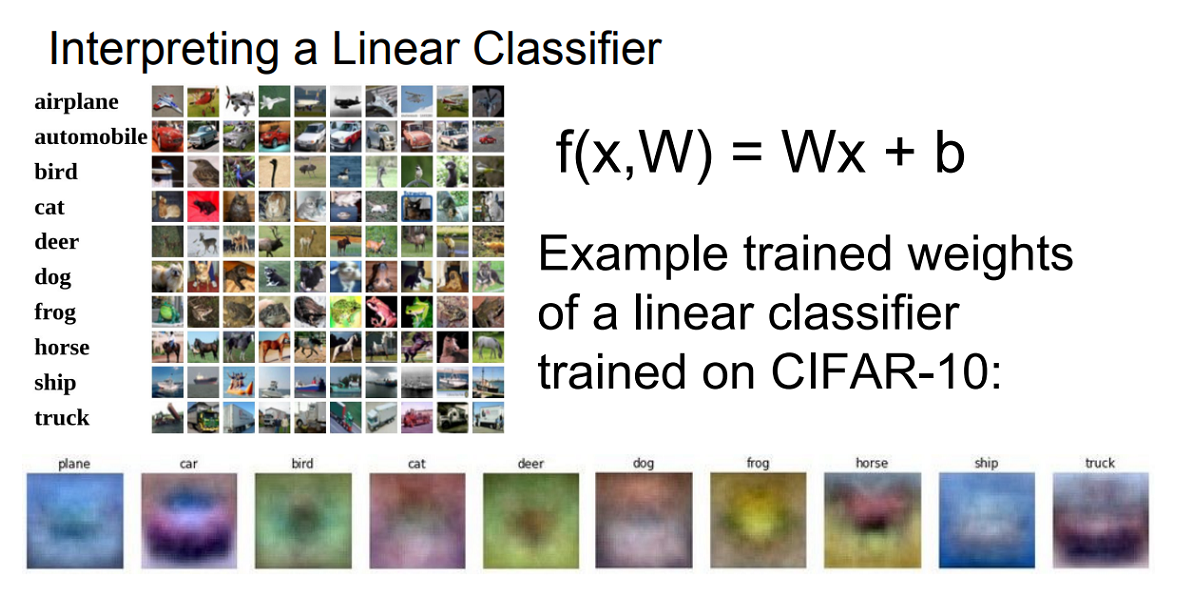 Interpreting a Linear Classifier
airplane
automobile
bird
cat
deer
dog
frog
horse
ship
truck
f(x,W) = Wx + b
Example trained weights
of a linear classifier
trained on CIFAR-10:
plane car bird cat deer dog frog horse ship truck